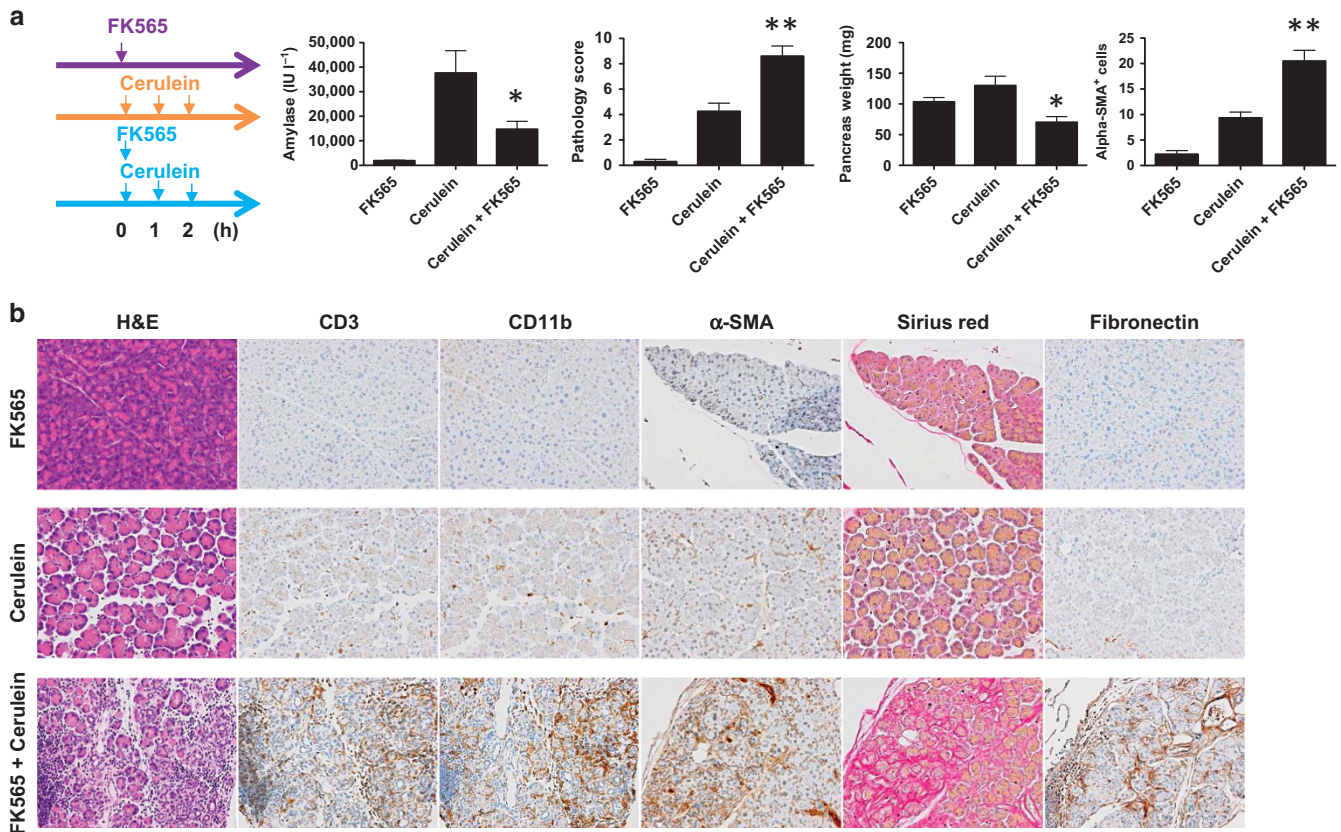 a
FK565
Cerulein
FK565
Cerulein
0 1 2 (h)
Amylase (IU l⁻¹)
50,000
40,000
30,000
20,000
10,000
0
*
FK565
Cerulein
Cerulein + FK565
Pathology score
10
8
6
4
2
0
**
FK565
Cerulein
Cerulein + FK565
Pancreas weight (mg)
200
150
100
50
0
*
FK565
Cerulein
Cerulein + FK565
Alpha-SMA⁺ cells
25
20
15
10
5
0
**
FK565
Cerulein
Cerulein + FK565
b
H&E CD3 CD11b α-SMA Sirius red Fibronectin
FK565
Cerulein
FK565 + Cerulein